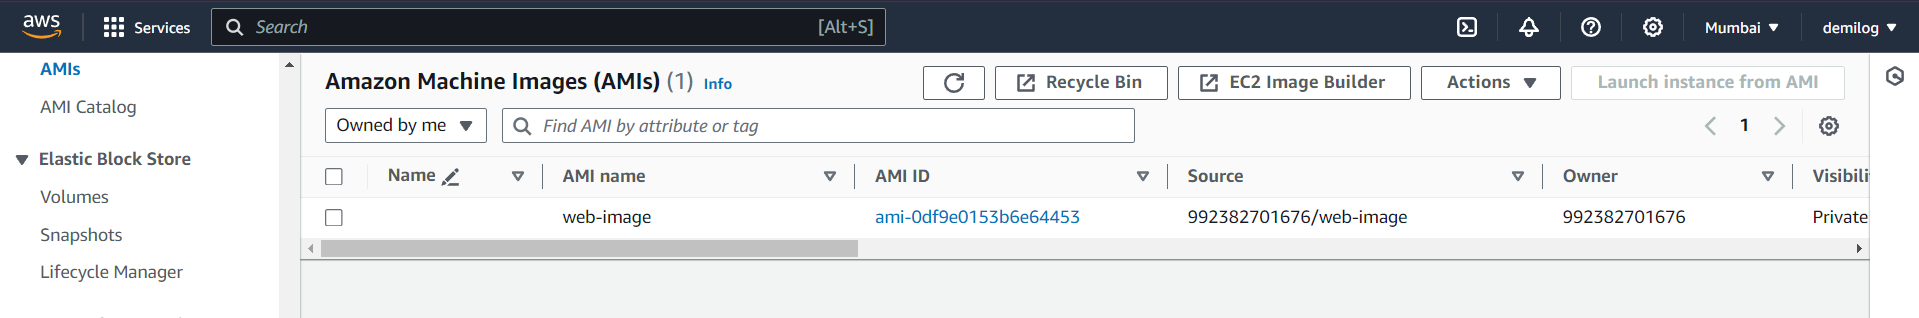 aws Services Search [Alt+S] Mumbai demilog
AMIs
AMI Catalog
Elastic Block Store
Volumes
Snapshots
Lifecycle Manager
Amazon Machine Images (AMIs) (1) Info Recycle Bin EC2 Image Builder Actions Launch instance from AMI
Owned by me Find AMI by attribute or tag 1
Name AMI name AMI ID Source Owner Visibili
web-image ami-0df9e0153b6e64453 992382701676/web-image 992382701676 Private